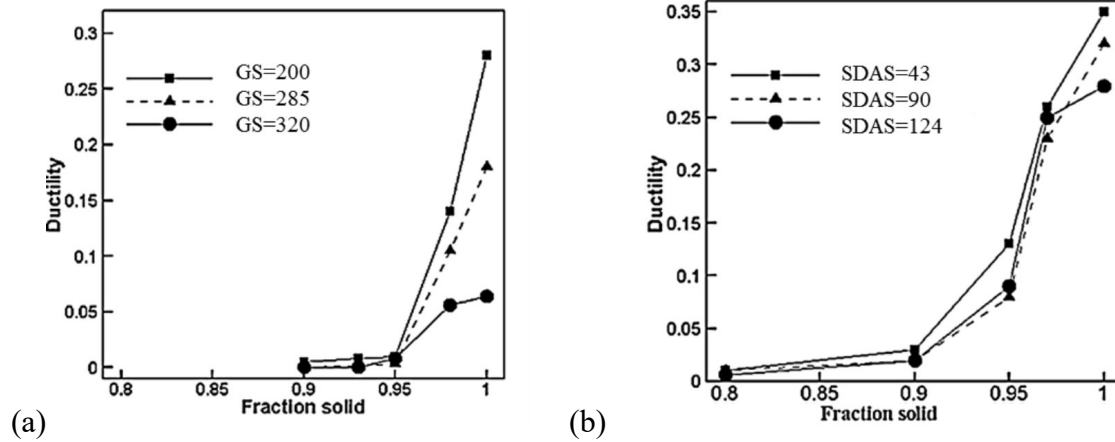 0.3
0.25
0.2
0.15
0.1
0.05
0
Ductility
GS=200
GS=285
GS=320
0.8 0.85 0.9 0.95 1
Fraction solid
(a)
0.35
0.3
0.25
0.2
0.15
0.1
0.05
0
Ductility
SDAS=43
SDAS=90
SDAS=124
0.8 0.85 0.9 0.95 1
Fraction solid
(b)